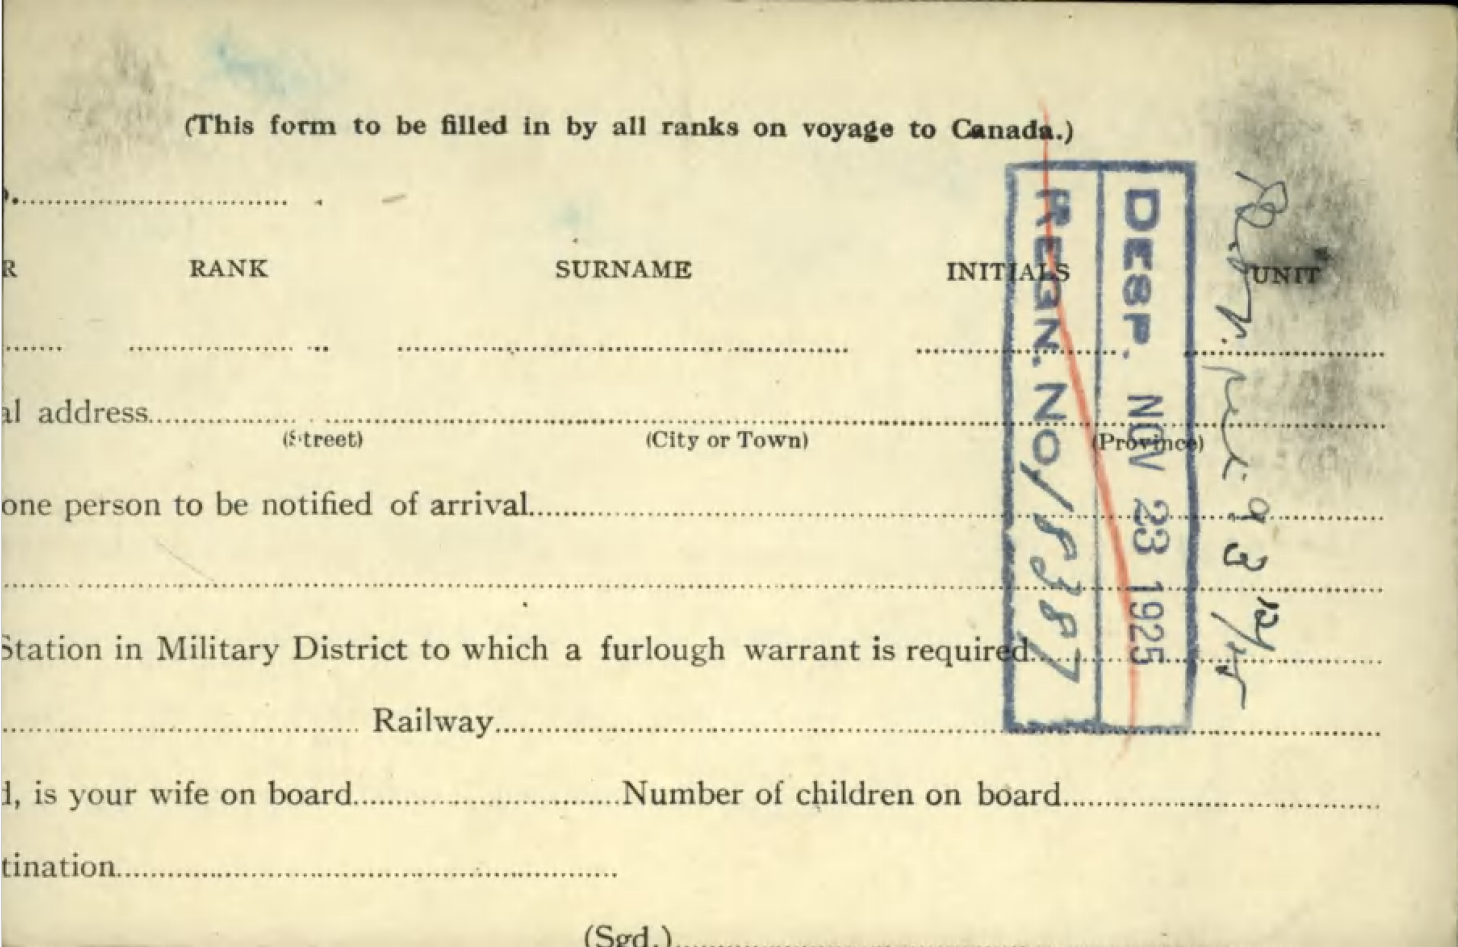 (This form to be filled in by all ranks on voyage to Canada.)
R RANK SURNAME INITIALS UNIT
al address
(Street) (City or Town) (Province)
one person to be notified of arrival
Station in Military District to which a furlough warrant is required
Railway
d, is your wife on board Number of children on board
tination
(Sgd.)
DESP. NOV 23 1925
REGN. NO 18387